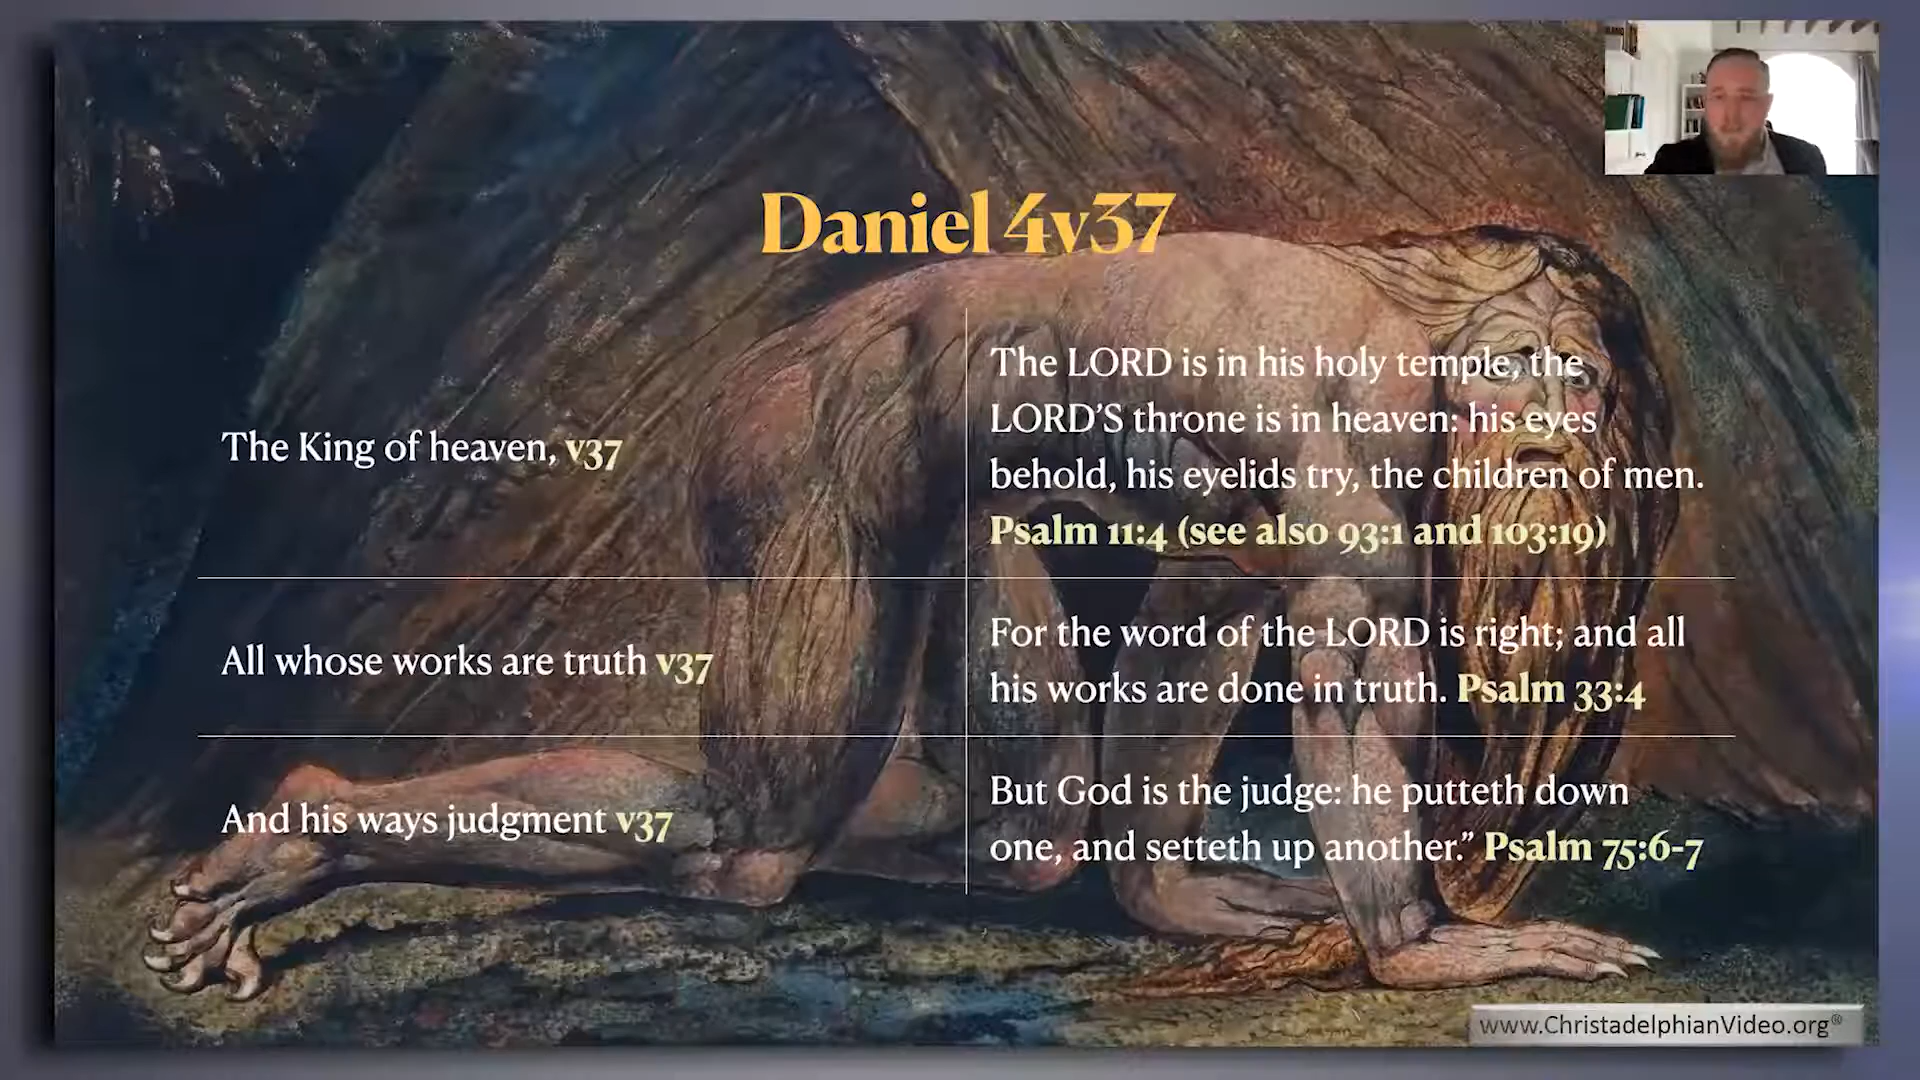 Daniel 4v37
The King of heaven, v37
The LORD is in his holy temple, the
LORD’S throne is in heaven: his eyes
behold, his eyelids try, the children of men.
Psalm 11:4 (see also 93:1 and 103:19)
All whose works are truth v37
For the word of the LORD is right; and all
his works are done in truth. Psalm 33:4
And his ways judgment v37
But God is the judge: he putteth down
one, and setteth up another.” Psalm 75:6-7
www.ChristadelphianVideo.org®